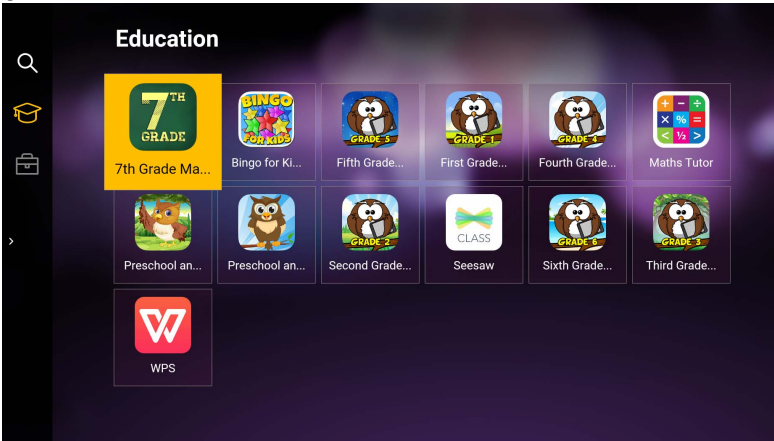 Education
7TH
GRADE
7th Grade Ma...
BINGO
FOR KIDS
Bingo for Ki...
GRADE 5
Fifth Grade...
GRADE 1
First Grade...
GRADE 4
Fourth Grade...
+ - ÷
× % =
< ½ >
Maths Tutor
Preschool an...
Preschool an...
GRADE 2
Second Grade...
CLASS
Seesaw
GRADE 6
Sixth Grade...
GRADE 3
Third Grade...
W
WPS